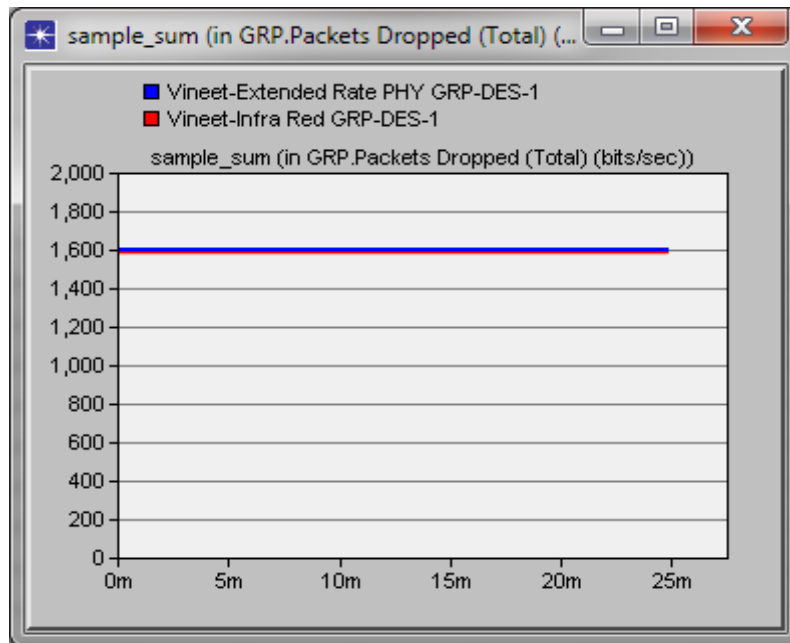 sample_sum (in GRP.Packets Dropped (Total) (...
Vineet-Extended Rate PHY GRP-DES-1
Vineet-Infra Red GRP-DES-1
sample_sum (in GRP.Packets Dropped (Total) (bits/sec))
2,000
1,800
1,600
1,400
1,200
1,000
800
600
400
200
0
0m 5m 10m 15m 20m 25m